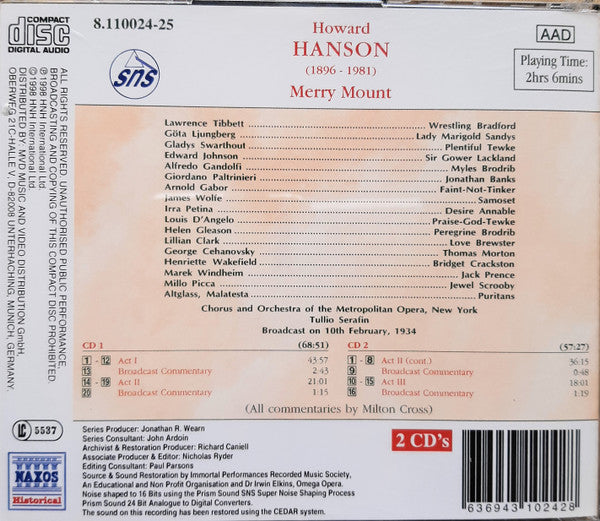 COMPACT
disc
DIGITAL AUDIO
8.110024-25
sns
Howard
HANSON
(1896 - 1981)
Merry Mount
AAD
Playing Time:
2hrs 6mins
ALL RIGHTS RESERVED. UNAUTHORISED PUBLIC PERFORMANCE,
BROADCASTING AND COPYING OF THIS COMPACT DISC PROHIBITED.
℗ 1998 HNH International Ltd.
© 1998 HNH International Ltd.
DISTRIBUTED BY: MVD MUSIC AND VIDEO DISTRIBUTION GmbH,
OBERWEG 21C-HALLE V, D-82008 UNTERHACHING, MUNICH, GERMANY.
Lawrence Tibbett Wrestling Bradford
Göta Ljungberg Lady Marigold Sandys
Gladys Swarthout Plentiful Tewke
Edward Johnson Sir Gower Lackland
Alfredo Gandolfi Myles Brodrib
Giordano Paltrinieri Jonathan Banks
Arnold Gabor Faint-Not-Tinker
James Wolfe Samoset
Irra Petina Desire Annable
Louis D'Angelo Praise-God-Tewke
Helen Gleason Peregrine Brodrib
Lillian Clark Love Brewster
George Cehanovsky Thomas Morton
Henriette Wakefield Bridget Crackston
Marek Windheim Jack Prence
Millo Picca Jewel Scrooby
Altglass, Malatesta Puritans
Chorus and Orchestra of the Metropolitan Opera, New York
Tullio Serafin
Broadcast on 10th February, 1934
CD 1 (68:51)
1 - 12 Act I 43:57
13 Broadcast Commentary 2:43
14 - 19 Act II 21:01
20 Broadcast Commentary 1:15
CD 2 (57:27)
1 - 8 Act II (cont.) 36:15
9 Broadcast Commentary 0:48
10 - 15 Act III 18:01
16 Broadcast Commentary 1:19
(All commentaries by Milton Cross)
LC 5537
NAXOS
Historical
Series Producer: Jonathan R. Wearn
Series Consultant: John Ardoin
Archivist & Restoration Producer: Richard Caniell
Associate Producer & Editor: Nicholas Ryder
Editing Consultant: Paul Parsons
Source & Sound Restoration by Immortal Performances Recorded Music Society,
An Educational and Non Profit Organisation and Dr Irwin Elkins, Omega Opera.
Noise shaped to 16 Bits using the Prism Sound SNS Super Noise Shaping Process
Prism Sound 24 Bit Analogue to Digital Converters.
The sound on this recording has been restored using the CEDAR system.
2 CD's
6 36943 10242 8